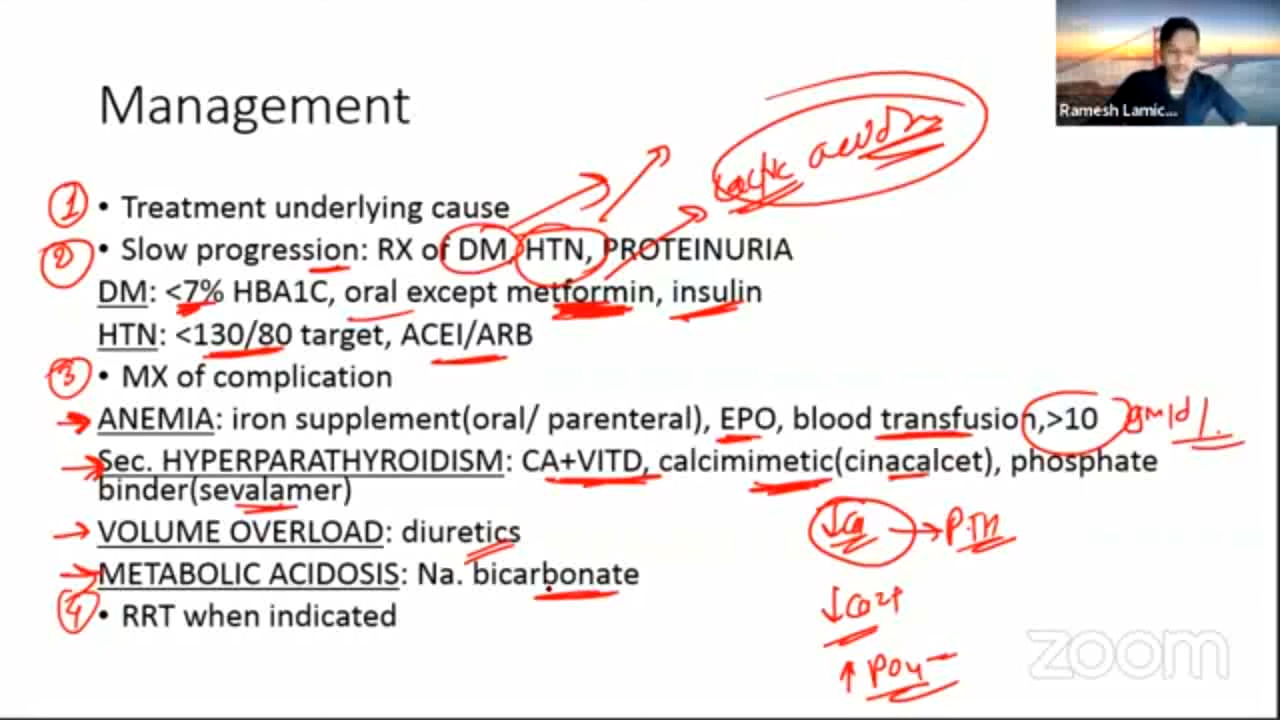 Ramesh Lamic...
Management
lactic acidosis
① • Treatment underlying cause
② • Slow progression: RX of DM, HTN, PROTEINURIA
DM: <7% HBA1C, oral except metformin, insulin
HTN: <130/80 target, ACEI/ARB
③ • MX of complication
→ ANEMIA: iron supplement(oral/ parenteral), EPO, blood transfusion,>10 gm/dl.
→ Sec. HYPERPARATHYROIDISM: CA+VITD, calcimimetic(cinacalcet), phosphate
binder(sevalamer)
→ VOLUME OVERLOAD: diuretics
↓Ca → PTH
→ METABOLIC ACIDOSIS: Na. bicarbonate
↓Ca2+
④ • RRT when indicated
↑ PO4-
zoom